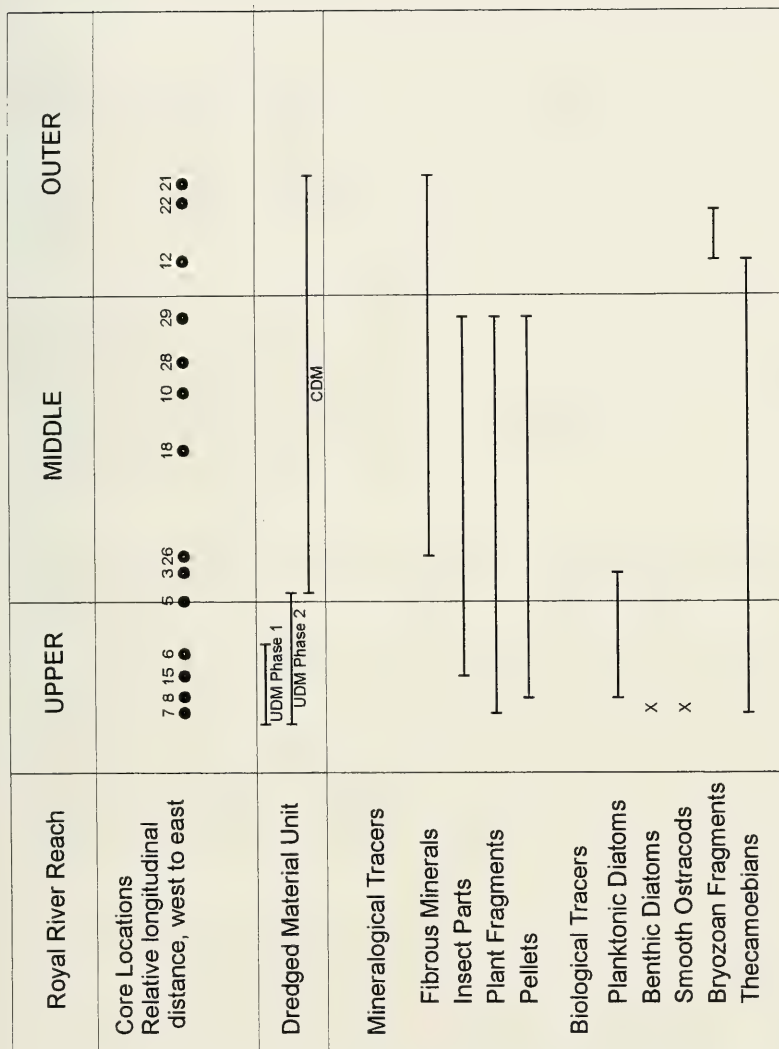 Royal River Reach
UPPER
MIDDLE
OUTER
Core Locations
Relative longitudinal
distance, west to east
7 8 15 6 5 3 26 18 10 28 29 12 22 21
Dredged Material Unit
UDM Phase 1
UDM Phase 2
CDM
Mineralogical Tracers
Fibrous Minerals
Insect Parts
Plant Fragments
Pellets
Biological Tracers
Planktonic Diatoms
Benthic Diatoms X
Smooth Ostracods X
Bryozoan Fragments
Thecamoebians